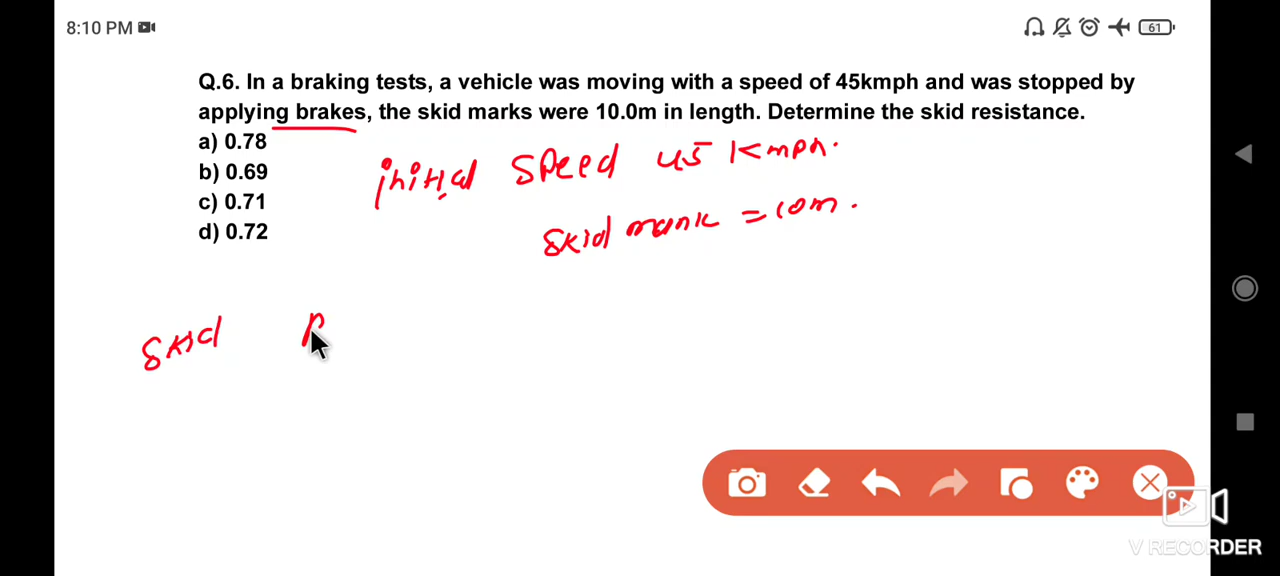 8:10 PM
61
Q.6. In a braking tests, a vehicle was moving with a speed of 45kmph and was stopped by
applying brakes, the skid marks were 10.0m in length. Determine the skid resistance.
a) 0.78
b) 0.69
c) 0.71
d) 0.72
initial speed 45 Kmph.
skid mark = 10m.
skid R
V RECORDER